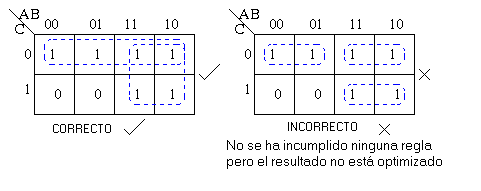 AB AB
C 00 01 11 10 C 00 01 11 10
0 1 1 1 1 0 1 1 1 1
1 0 0 1 1 1 0 0 1 1
CORRECTO INCORRECTO
No se ha incumplido ninguna regla
pero el resultado no está optimizado